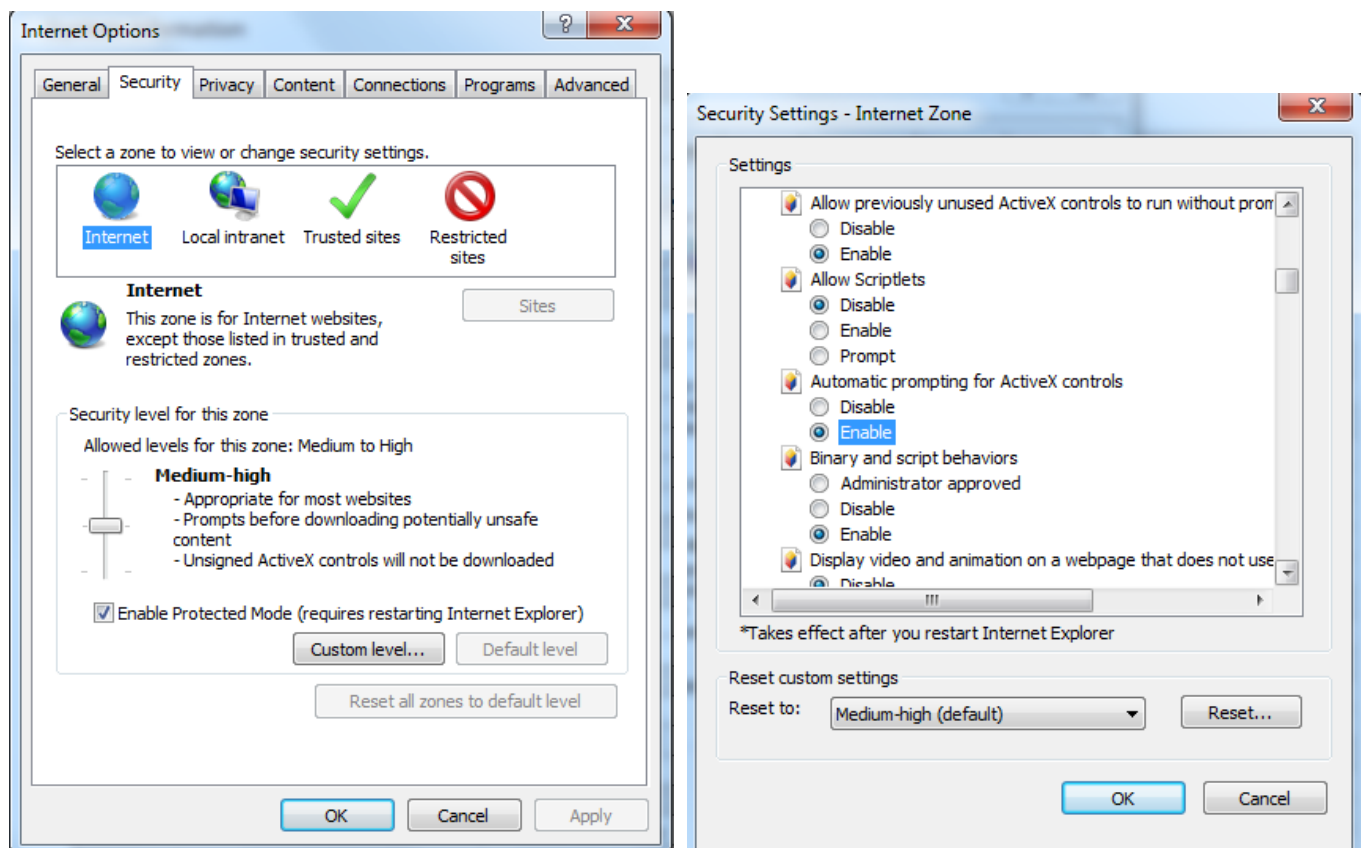 Internet Options
General Security Privacy Content Connections Programs Advanced
Select a zone to view or change security settings.
Internet Local intranet Trusted sites Restricted
sites
Internet
Sites
This zone is for Internet websites,
except those listed in trusted and
restricted zones.
Security level for this zone
Allowed levels for this zone: Medium to High
Medium-high
- Appropriate for most websites
- Prompts before downloading potentially unsafe
content
- Unsigned ActiveX controls will not be downloaded
Enable Protected Mode (requires restarting Internet Explorer)
Custom level... Default level
Reset all zones to default level
OK Cancel Apply
Security Settings - Internet Zone
Settings
Allow previously unused ActiveX controls to run without prom
Disable
Enable
Allow Scriptlets
Disable
Enable
Prompt
Automatic prompting for ActiveX controls
Disable
Enable
Binary and script behaviors
Administrator approved
Disable
Enable
Display video and animation on a webpage that does not use
Disable
*Takes effect after you restart Internet Explorer
Reset custom settings
Reset to: Medium-high (default) Reset...
OK Cancel